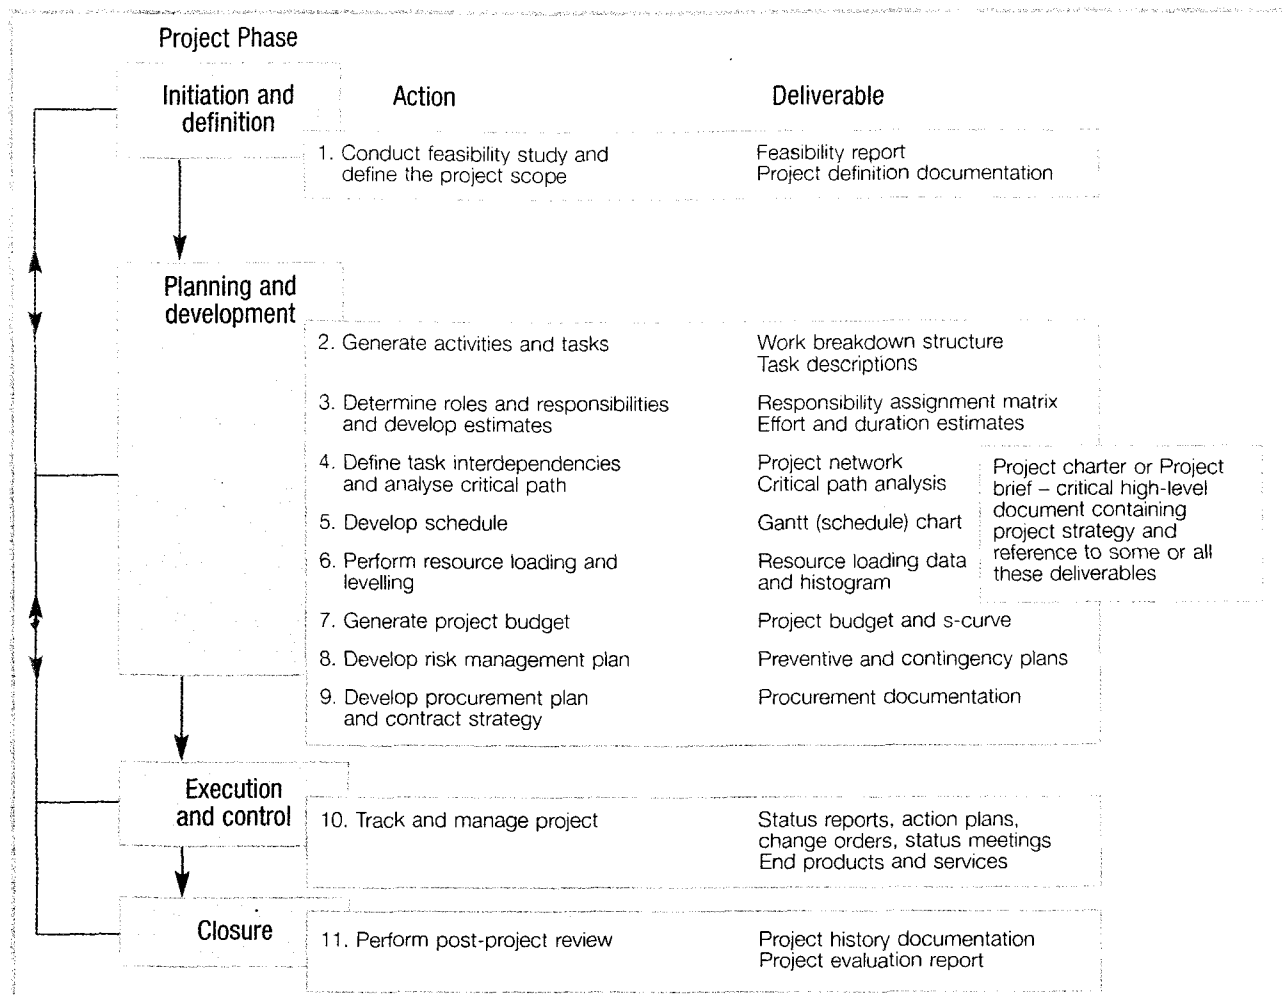 Project Phase
Initiation and
definition
Action
Deliverable
1. Conduct feasibility study and
define the project scope
Feasibility report
Project definition documentation
Planning and
development
2. Generate activities and tasks
Work breakdown structure
Task descriptions
3. Determine roles and responsibilities
and develop estimates
Responsibility assignment matrix
Effort and duration estimates
4. Define task interdependencies
and analyse critical path
Project network
Critical path analysis
5. Develop schedule
Gantt (schedule) chart
6. Perform resource loading and
levelling
Resource loading data
and histogram
Project charter or Project
brief – critical high-level
document containing
project strategy and
reference to some or all
these deliverables
7. Generate project budget
Project budget and s-curve
8. Develop risk management plan
Preventive and contingency plans
9. Develop procurement plan
and contract strategy
Procurement documentation
Execution
and control
10. Track and manage project
Status reports, action plans,
change orders, status meetings
End products and services
Closure
11. Perform post-project review
Project history documentation
Project evaluation report